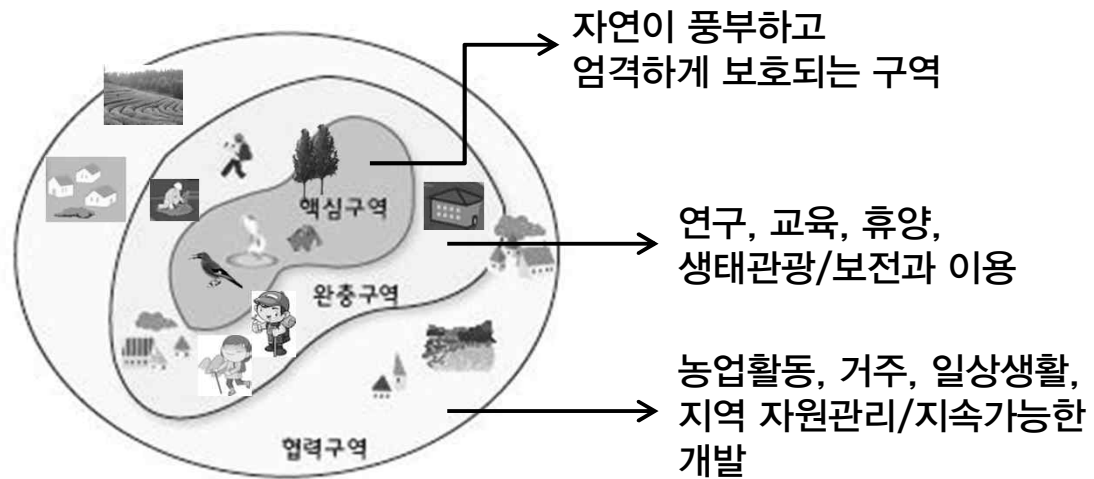 자연이 풍부하고
엄격하게 보호되는 구역
핵심구역
연구, 교육, 휴양,
생태관광/보전과 이용
완충구역
농업활동, 거주, 일상생활,
지역 자원관리/지속가능한
개발
협력구역